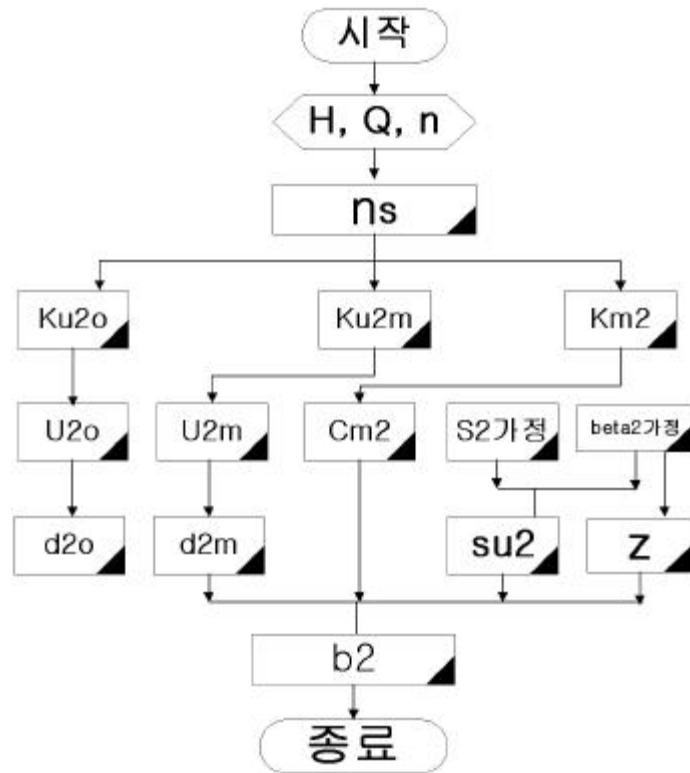 시작
H, Q, n
ns
Ku2o
Ku2m
Km2
U2o
U2m
Cm2
S2가정
beta2가정
d2o
d2m
su2
z
b2
종료